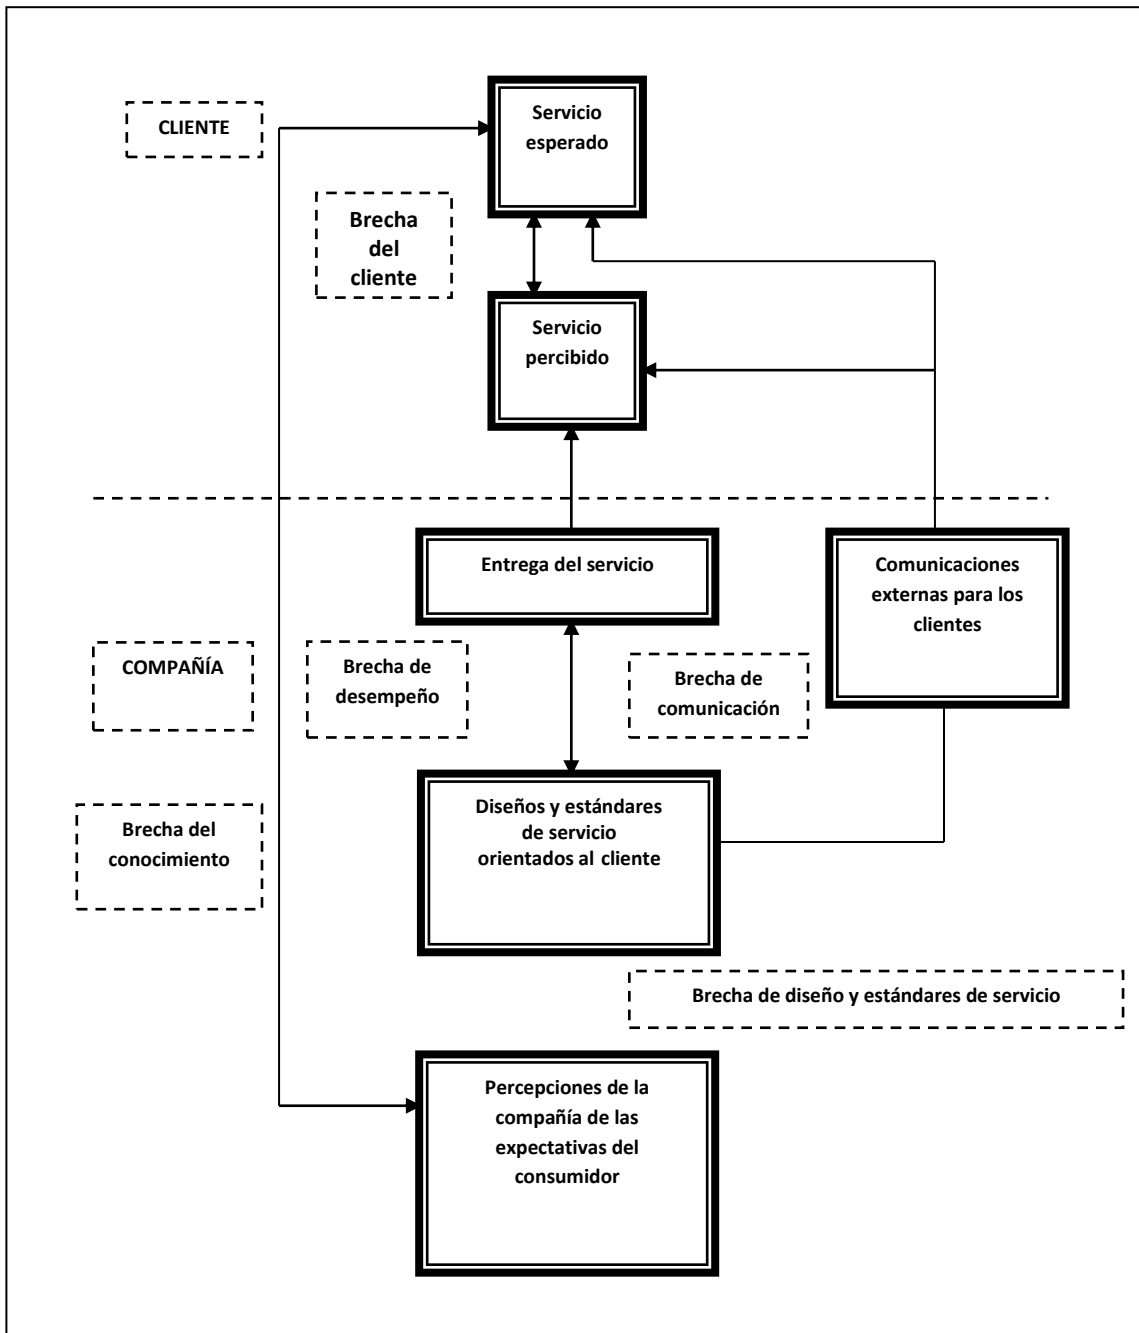 CLIENTE
Servicio
esperado
Brecha
del
cliente
Servicio
percibido
Entrega del servicio
Comunicaciones
externas para los
clientes
COMPAÑÍA
Brecha de
desempeño
Brecha de
comunicación
Brecha del
conocimiento
Diseños y estándares
de servicio
orientados al cliente
Brecha de diseño y estándares de servicio
Percepciones de la
compañía de las
expectativas del
consumidor